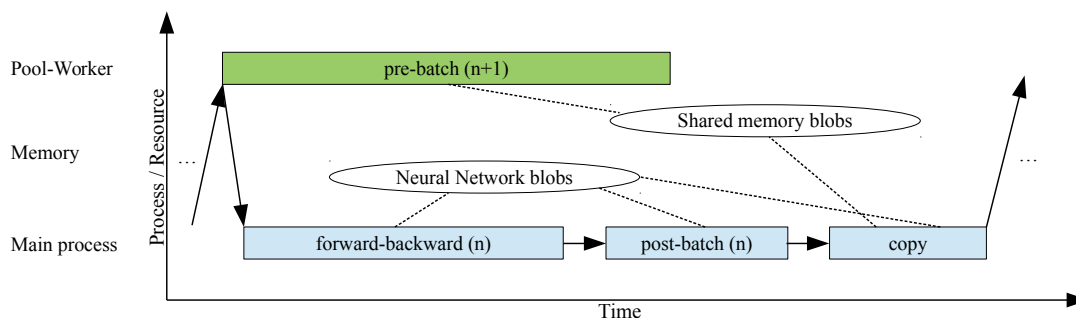 Pool-Worker
pre-batch (n+1)
Shared memory blobs
Memory
...
...
Neural Network blobs
Process / Resource
Main process
forward-backward (n)
post-batch (n)
copy
Time